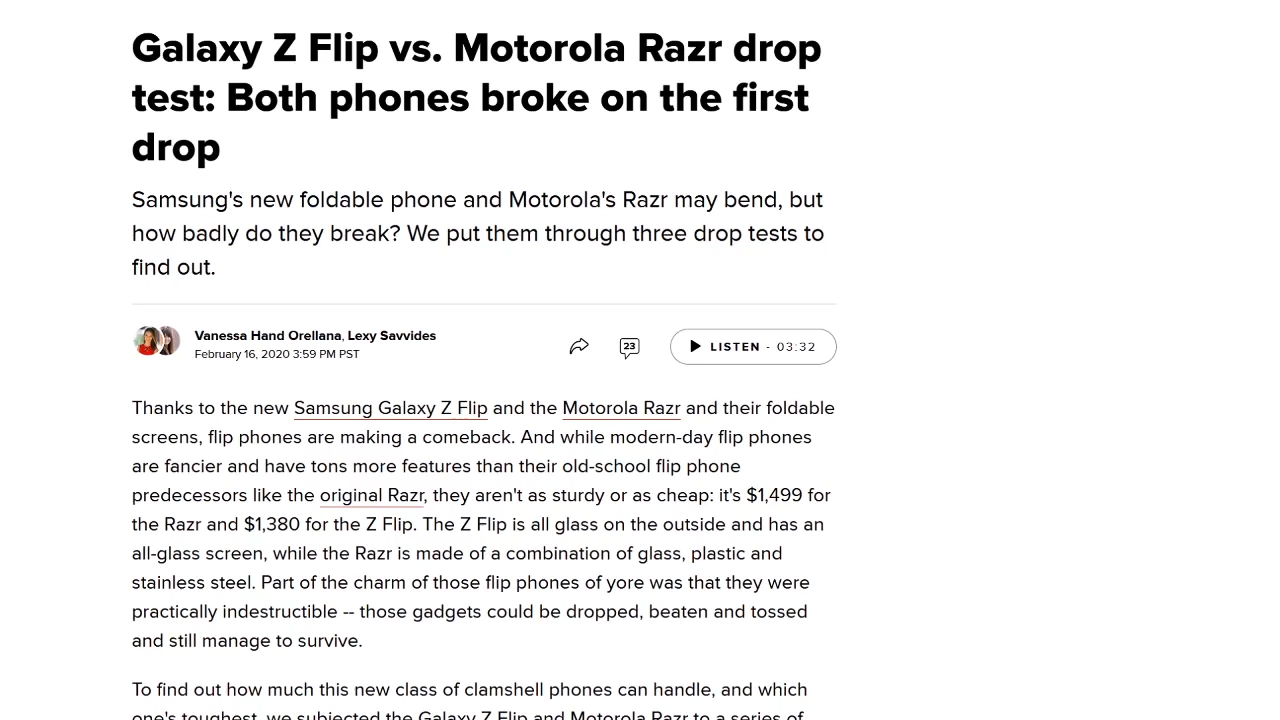 Galaxy Z Flip vs. Motorola Razr drop
test: Both phones broke on the first
drop
Samsung's new foldable phone and Motorola's Razr may bend, but
how badly do they break? We put them through three drop tests to
find out.
Vanessa Hand Orellana, Lexy Savvides
February 16, 2020 3:59 PM PST
23
LISTEN - 03:32
Thanks to the new Samsung Galaxy Z Flip and the Motorola Razr and their foldable
screens, flip phones are making a comeback. And while modern-day flip phones
are fancier and have tons more features than their old-school flip phone
predecessors like the original Razr, they aren't as sturdy or as cheap: it's $1,499 for
the Razr and $1,380 for the Z Flip. The Z Flip is all glass on the outside and has an
all-glass screen, while the Razr is made of a combination of glass, plastic and
stainless steel. Part of the charm of those flip phones of yore was that they were
practically indestructible -- those gadgets could be dropped, beaten and tossed
and still manage to survive.
To find out how much this new class of clamshell phones can handle, and which
one's toughest, we subjected the Galaxy Z Flip and Motorola Razr to a series of